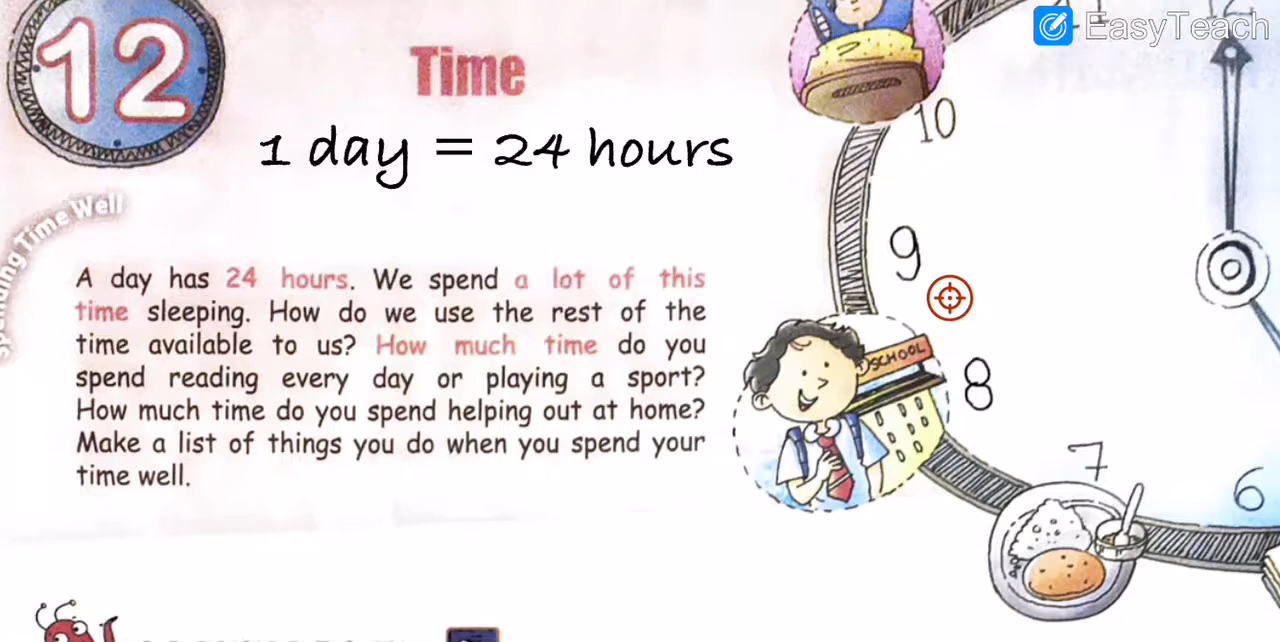 12
Time
1 day = 24 hours
Spending Time Well
A day has 24 hours. We spend a lot of this
time sleeping. How do we use the rest of the
time available to us? How much time do you
spend reading every day or playing a sport?
How much time do you spend helping out at home?
Make a list of things you do when you spend your
time well.
EasyTeach
12
10
9
SCHOOL
8
7
6